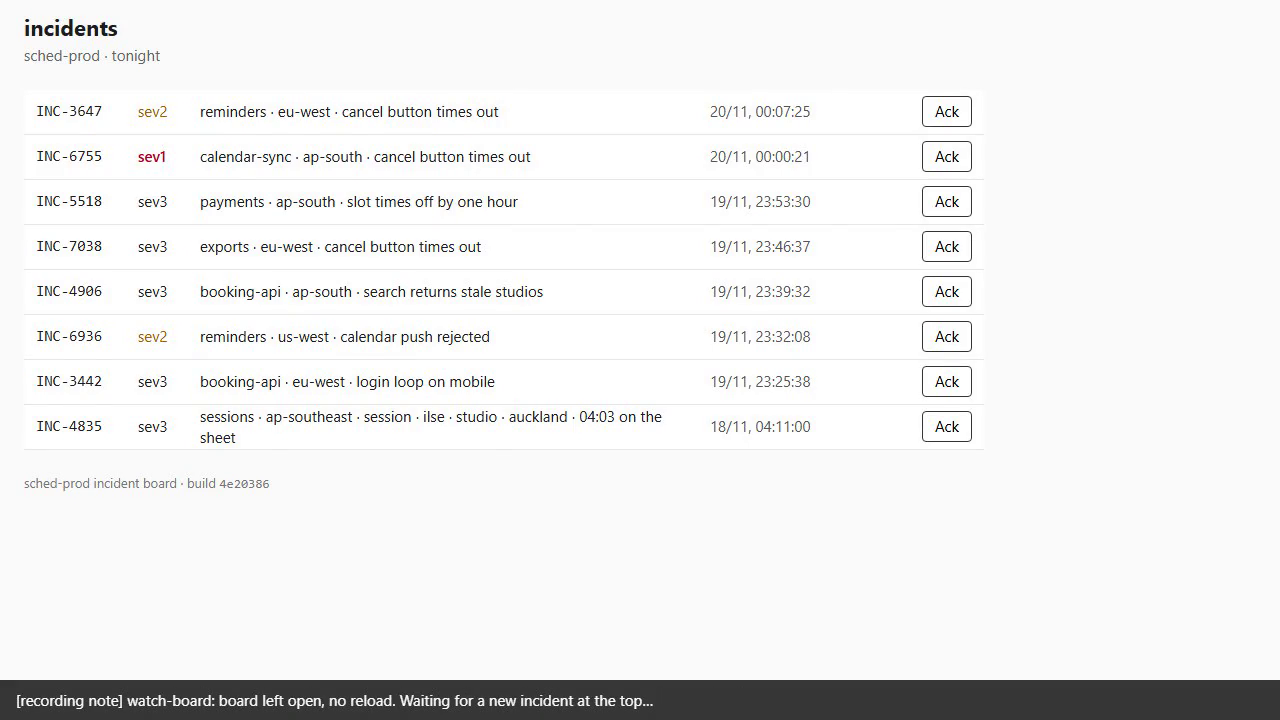 incidents
sched-prod · tonight
INC-3647 sev2 reminders · eu-west · cancel button times out 20/11, 00:07:25 Ack
INC-6755 sev1 calendar-sync · ap-south · cancel button times out 20/11, 00:00:21 Ack
INC-5518 sev3 payments · ap-south · slot times off by one hour 19/11, 23:53:30 Ack
INC-7038 sev3 exports · eu-west · cancel button times out 19/11, 23:46:37 Ack
INC-4906 sev3 booking-api · ap-south · search returns stale studios 19/11, 23:39:32 Ack
INC-6936 sev2 reminders · us-west · calendar push rejected 19/11, 23:32:08 Ack
INC-3442 sev3 booking-api · eu-west · login loop on mobile 19/11, 23:25:38 Ack
INC-4835 sev3 sessions · ap-southeast · session · ilse · studio · auckland · 04:03 on the
sheet 18/11, 04:11:00 Ack
sched-prod incident board · build 4e20386
[recording note] watch-board: board left open, no reload. Waiting for a new incident at the top...